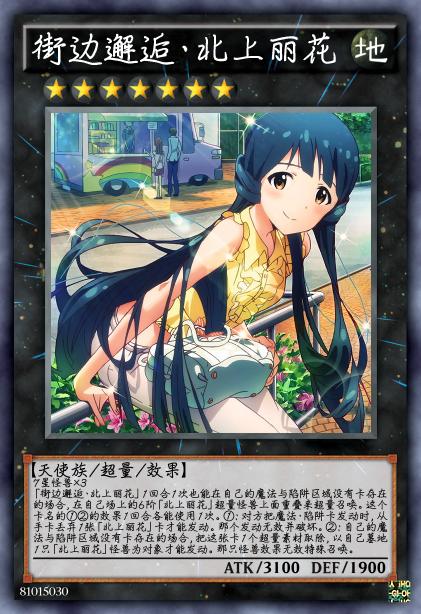 街边邂逅·北上丽花 地
【天使族/超量/效果】
7星怪兽×3
「街边邂逅·北上丽花」1回合1次也能在自己的魔法与陷阱区域没有卡存在
的场合，在自己场上的6阶「北上丽花」超量怪兽上面重叠来超量召唤。这个
卡名的①②的效果1回合各能使用1次。①：对方把魔法·陷阱卡发动时，从
手卡丢弃1张「北上丽花」卡才能发动。那个发动无效并破坏。②：自己的魔
法与陷阱区域没有卡存在的场合，把这张卡1个超量素材取除，以自己墓地
1只「北上丽花」怪兽为对象才能发动。那只怪兽效果无效特殊召唤。
ATK/3100 DEF/1900
81015030